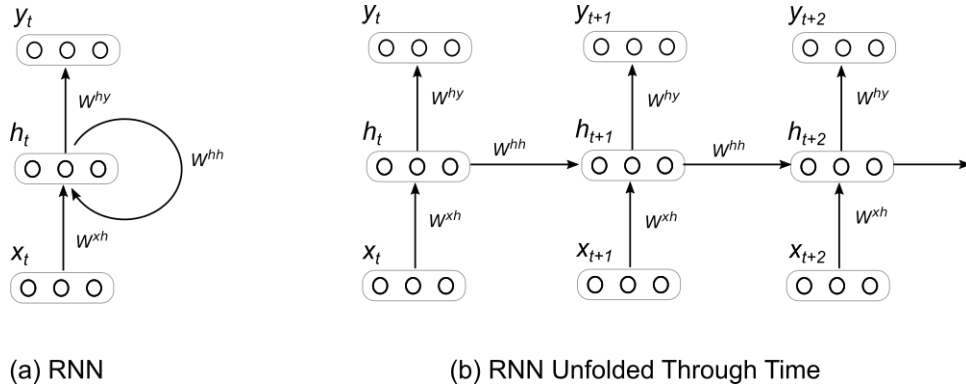 y_t
W^hy
h_t
W^hh
W^xh
x_t
(a) RNN
y_t y_t+1 y_t+2
W^hy W^hy W^hy
h_t W^hh h_t+1 W^hh h_t+2
W^xh W^xh W^xh
x_t x_t+1 x_t+2
(b) RNN Unfolded Through Time